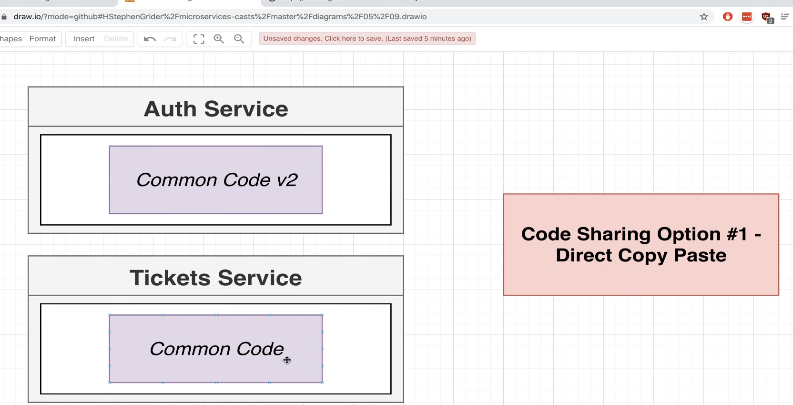 draw.io/?mode=github#HStephenGrider%2Fmicroservices-casts%2Fmaster%2Fdiagrams%2F05%2F09.drawio
hapes Format Insert Delete Unsaved changes. Click here to save. (Last saved 5 minutes ago)
Auth Service
Common Code v2
Code Sharing Option #1 -
Direct Copy Paste
Tickets Service
Common Code